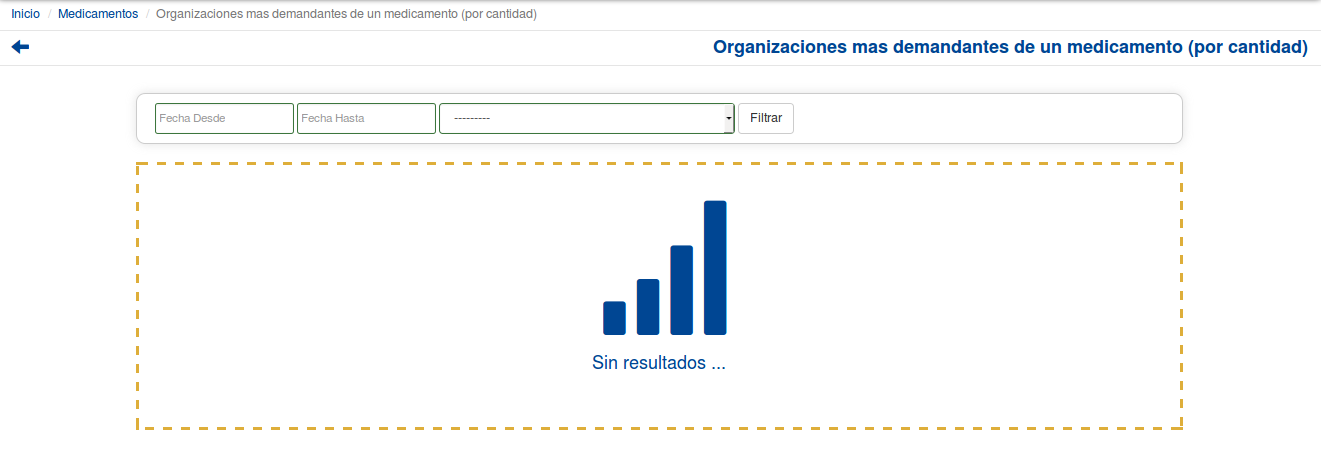 Inicio / Medicamentos / Organizaciones mas demandantes de un medicamento (por cantidad)
Organizaciones mas demandantes de un medicamento (por cantidad)
Fecha Desde Fecha Hasta --------- Filtrar
Sin resultados ...